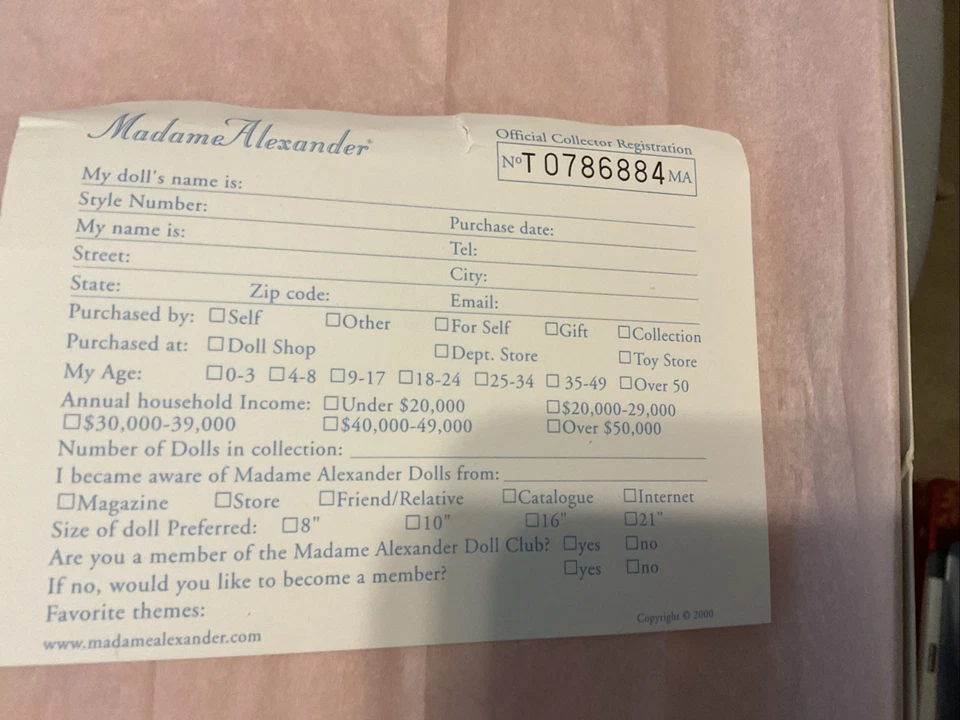 Madame Alexander®
Official Collector Registration
Nº T 0786884 MA
My doll's name is:
Style Number:
Purchase date:
My name is:
Tel:
Street:
City:
State: Zip code: Email:
Purchased by: □Self □Other □For Self □Gift □Collection
Purchased at: □Doll Shop □Dept. Store □Toy Store
My Age: □0-3 □4-8 □9-17 □18-24 □25-34 □35-49 □Over 50
Annual household Income: □Under $20,000 □$20,000-29,000
□$30,000-39,000 □$40,000-49,000 □Over $50,000
Number of Dolls in collection:
I became aware of Madame Alexander Dolls from:
□Magazine □Store □Friend/Relative □Catalogue □Internet
Size of doll Preferred: □8" □10" □16" □21"
Are you a member of the Madame Alexander Doll Club? □yes □no
If no, would you like to become a member? □yes □no
Favorite themes:
www.madamealexander.com
Copyright © 2000